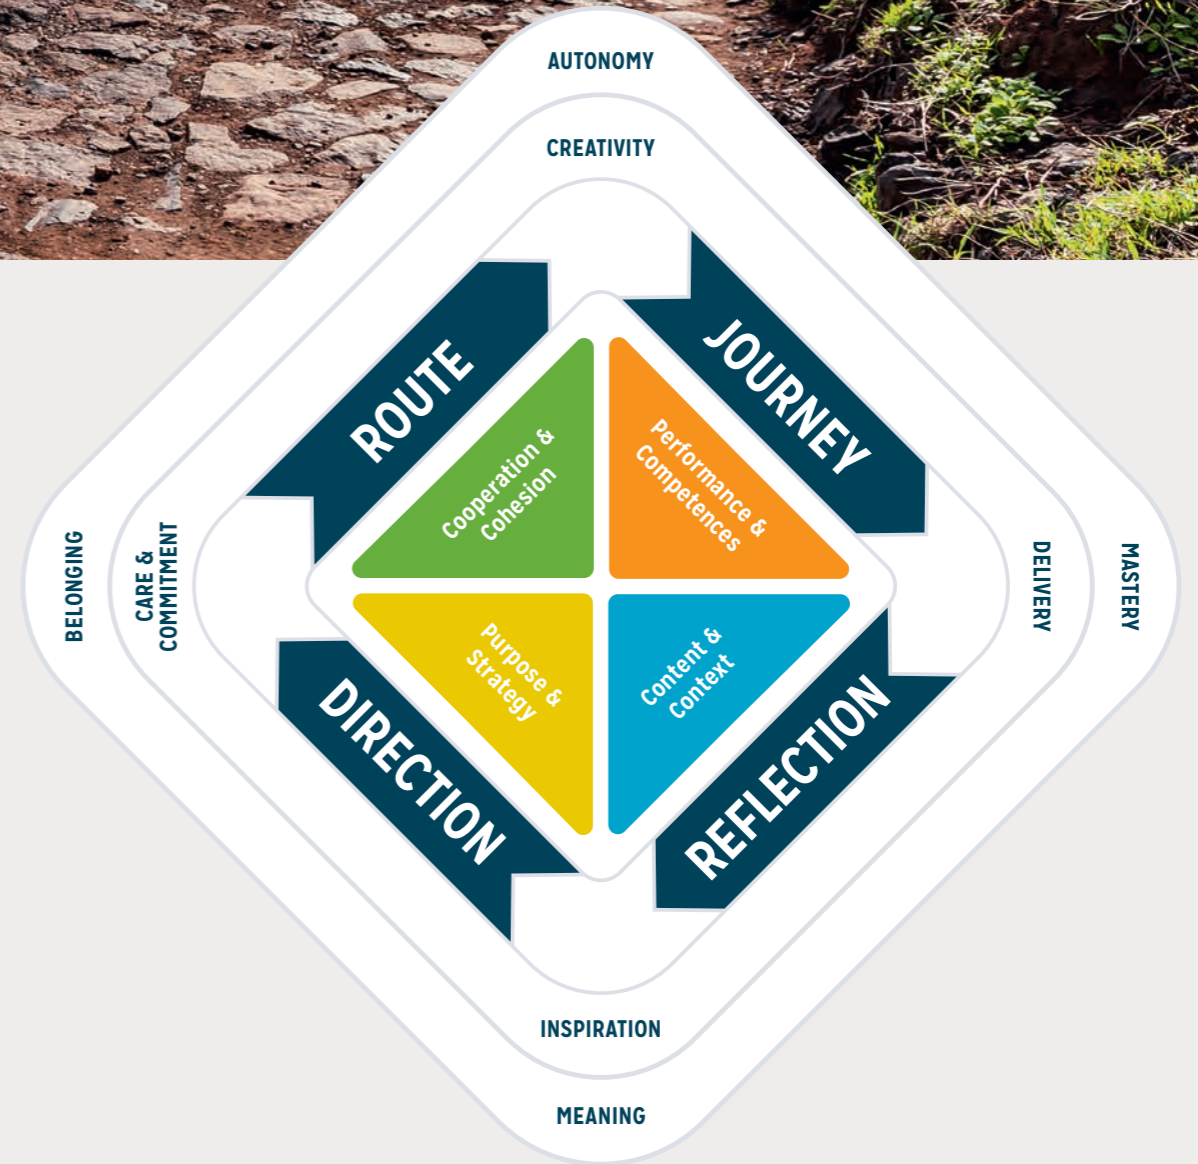 AUTONOMY
CREATIVITY
ROUTE
JOURNEY
Cooperation &
Cohesion
Performance &
Competences
BELONGING
CARE &
COMMITMENT
DELIVERY
MASTERY
Purpose &
Strategy
Content &
Context
DIRECTION
REFLECTION
INSPIRATION
MEANING